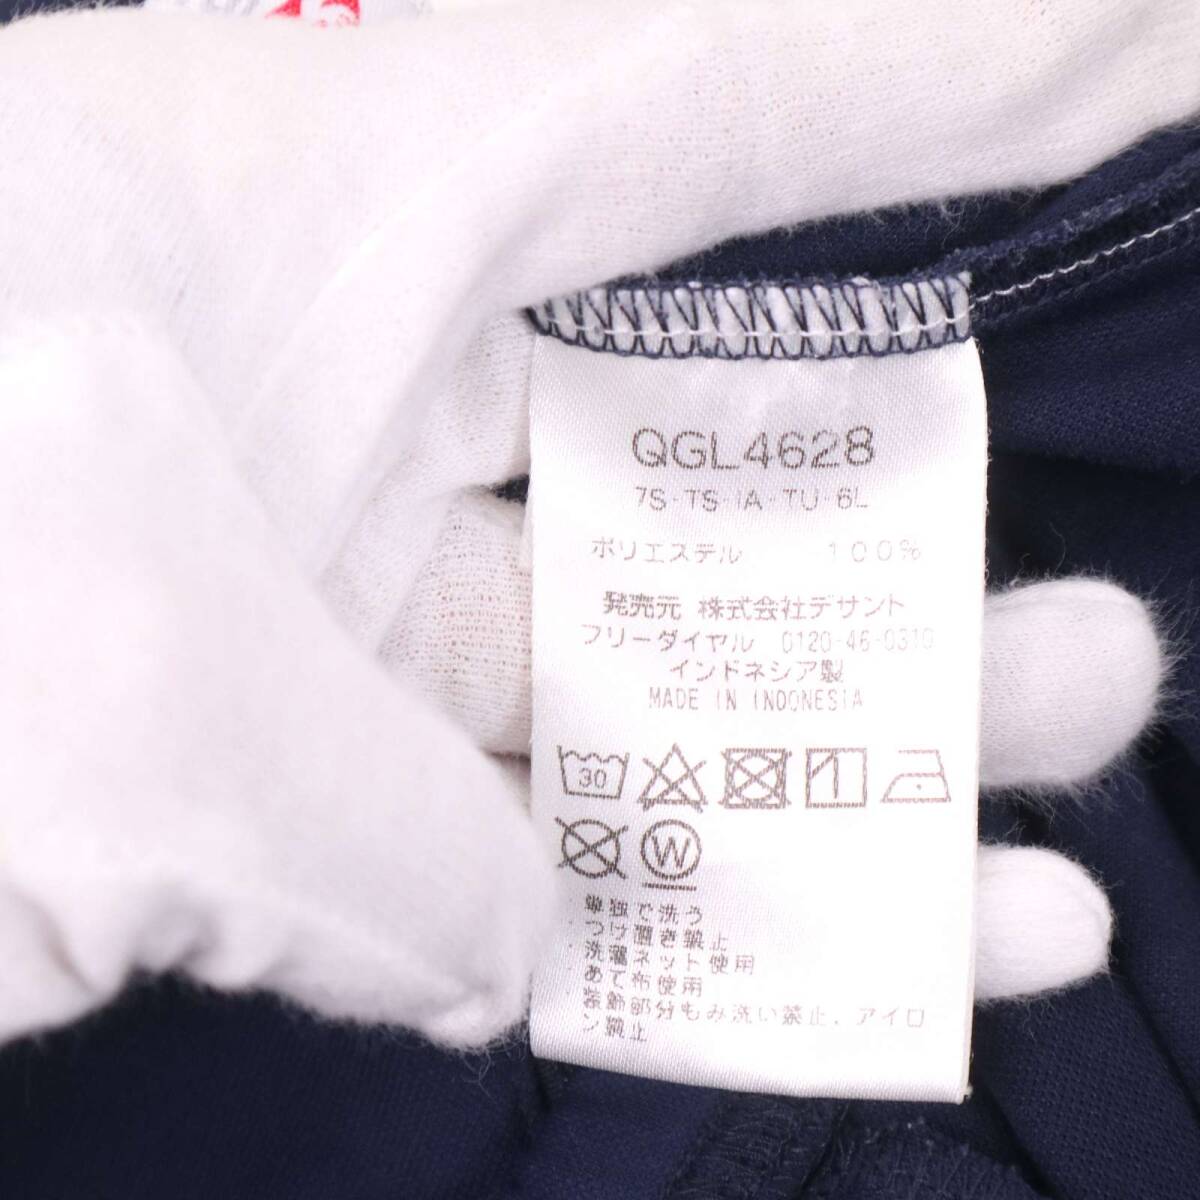 QGL4628
7S-TS-IA-TU-6L
ポリエステル 100%
発売元 株式会社デサント
フリーダイヤル 0120-46-0310
インドネシア製
MADE IN INDONESIA
30
W
・単独で洗う
・つけ置き禁止
・洗濯ネット使用
・あて布使用
・装飾部分もみ洗い禁止、アイロ
ン禁止